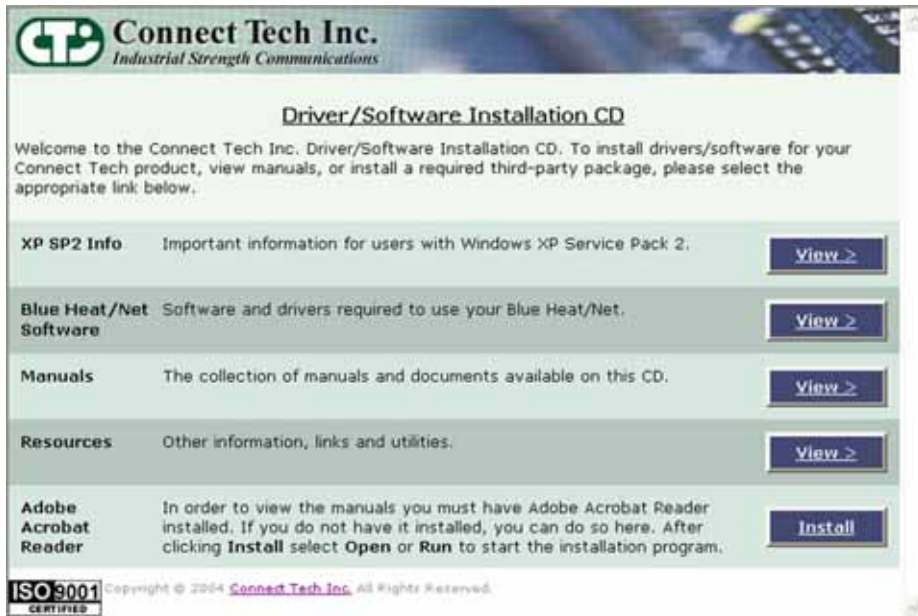 CTi
Connect Tech Inc.
Industrial Strength Communications
Driver/Software Installation CD
Welcome to the Connect Tech Inc. Driver/Software Installation CD. To install drivers/software for your
Connect Tech product, view manuals, or install a required third-party package, please select the
appropriate link below.
XP SP2 Info
Important information for users with Windows XP Service Pack 2.
View >
Blue Heat/Net
Software
Software and drivers required to use your Blue Heat/Net.
View >
Manuals
The collection of manuals and documents available on this CD.
View >
Resources
Other information, links and utilities.
View >
Adobe
Acrobat
Reader
In order to view the manuals you must have Adobe Acrobat Reader
installed. If you do not have it installed, you can do so here. After
clicking Install select Open or Run to start the installation program.
Install
ISO 9001
CERTIFIED
Copyright © 2004 Connect Tech Inc. All Rights Reserved.